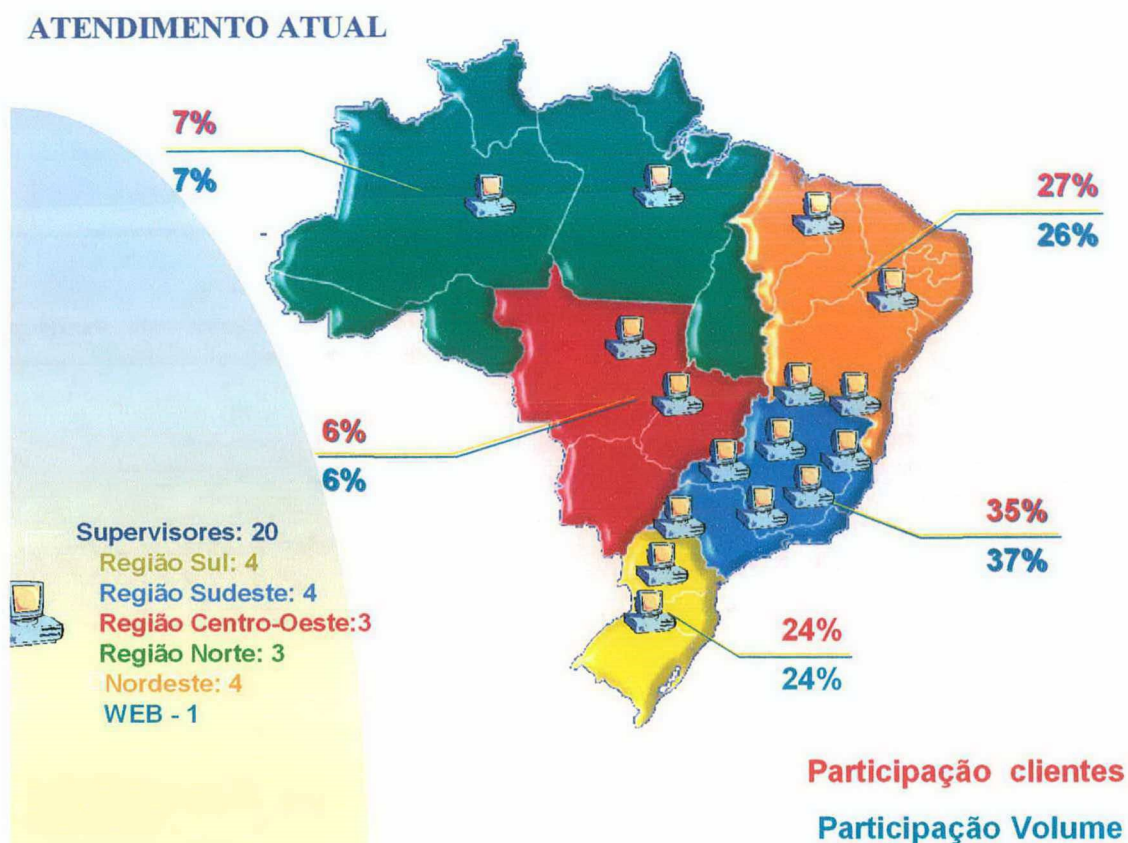 ATENDIMENTO ATUAL
7%
7%
27%
26%
6%
6%
35%
37%
24%
24%
Supervisores: 20
Região Sul: 4
Região Sudeste: 4
Região Centro-Oeste:3
Região Norte: 3
Nordeste: 4
WEB - 1
Participação clientes
Participação Volume